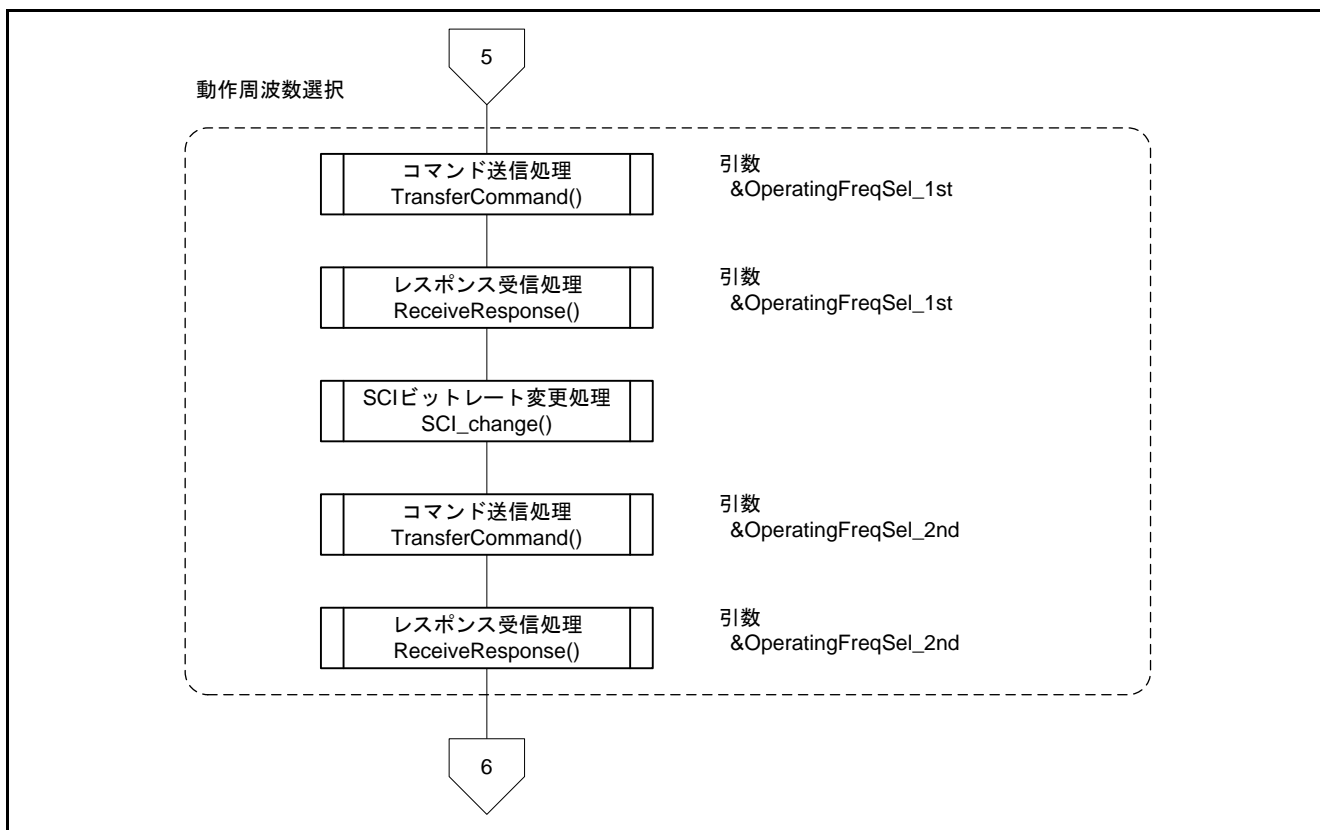 5
動作周波数選択
コマンド送信処理
TransferCommand()
引数
&OperatingFreqSel_1st
レスポンス受信処理
ReceiveResponse()
引数
&OperatingFreqSel_1st
SCIビットレート変更処理
SCI_change()
コマンド送信処理
TransferCommand()
引数
&OperatingFreqSel_2nd
レスポンス受信処理
ReceiveResponse()
引数
&OperatingFreqSel_2nd
6